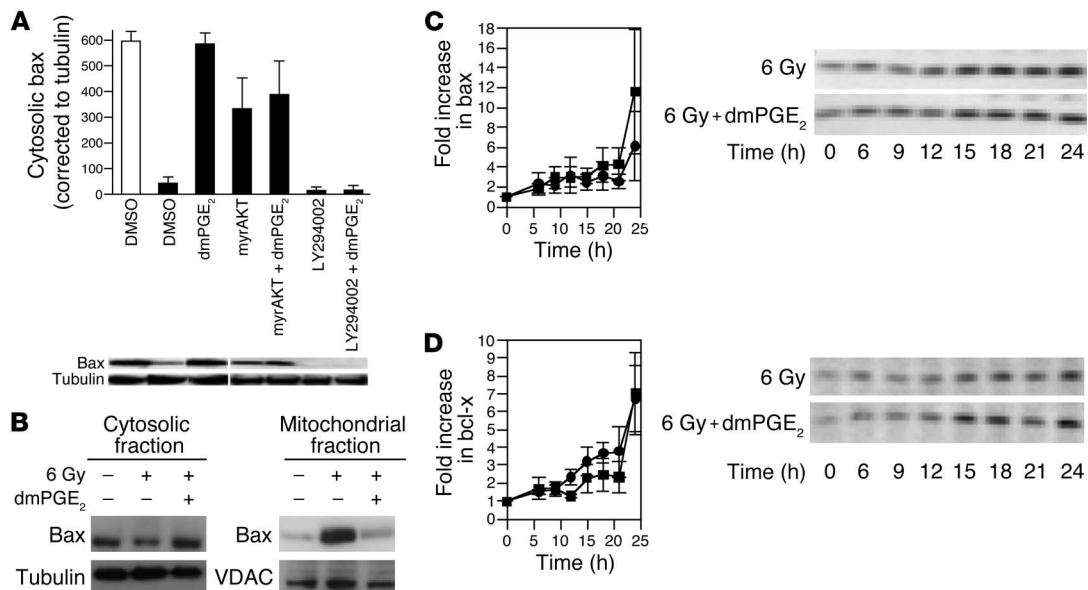 A
Cytosolic bax
(corrected to tubulin)
600
500
400
300
200
100
0
DMSO
DMSO
dmPGE2
myrAKT
myrAKT + dmPGE2
LY294002
LY294002 + dmPGE2
Bax
Tubulin
B
Cytosolic
fraction
Mitochondrial
fraction
6 Gy – + + – + +
dmPGE2 – – + – – +
Bax
Bax
Tubulin
VDAC
C
Fold increase
in bax
18
16
14
12
10
8
6
4
2
0
0 5 10 15 20 25
Time (h)
6 Gy
6 Gy + dmPGE2
Time (h) 0 6 9 12 15 18 21 24
D
Fold increase
in bcl-x
10
9
8
7
6
5
4
3
2
1
0
0 5 10 15 20 25
Time (h)
6 Gy
6 Gy + dmPGE2
Time (h) 0 6 9 12 15 18 21 24